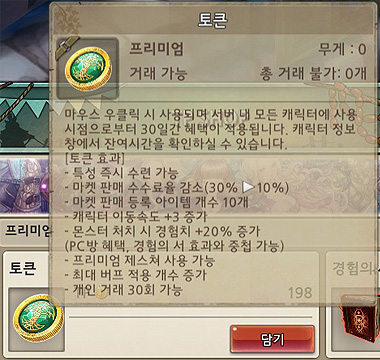 토큰
프리미엄 무게 : 0
거래 가능 총 거래 불가: 0개
마우스 우클릭 시 사용되며 서버 내 모든 캐릭터에 사용
시점으로부터 30일간 혜택이 적용됩니다. 캐릭터 정보
창에서 잔여시간을 확인하실 수 있습니다.
[토큰 효과]
- 특성 즉시 수련 가능
- 마켓 판매 수수료율 감소(30% ▶ 10%)
- 마켓 판매 등록 아이템 개수 10개
- 캐릭터 이동속도 +3 증가
- 몬스터 처치 시 경험치 +20% 증가
(PC방 혜택, 경험의 서 효과와 중첩 가능)
- 프리미엄 제스쳐 사용 가능
- 최대 버프 적용 개수 증가
- 개인 거래 30회 가능
프리미엄
토큰
198
담기
경험의